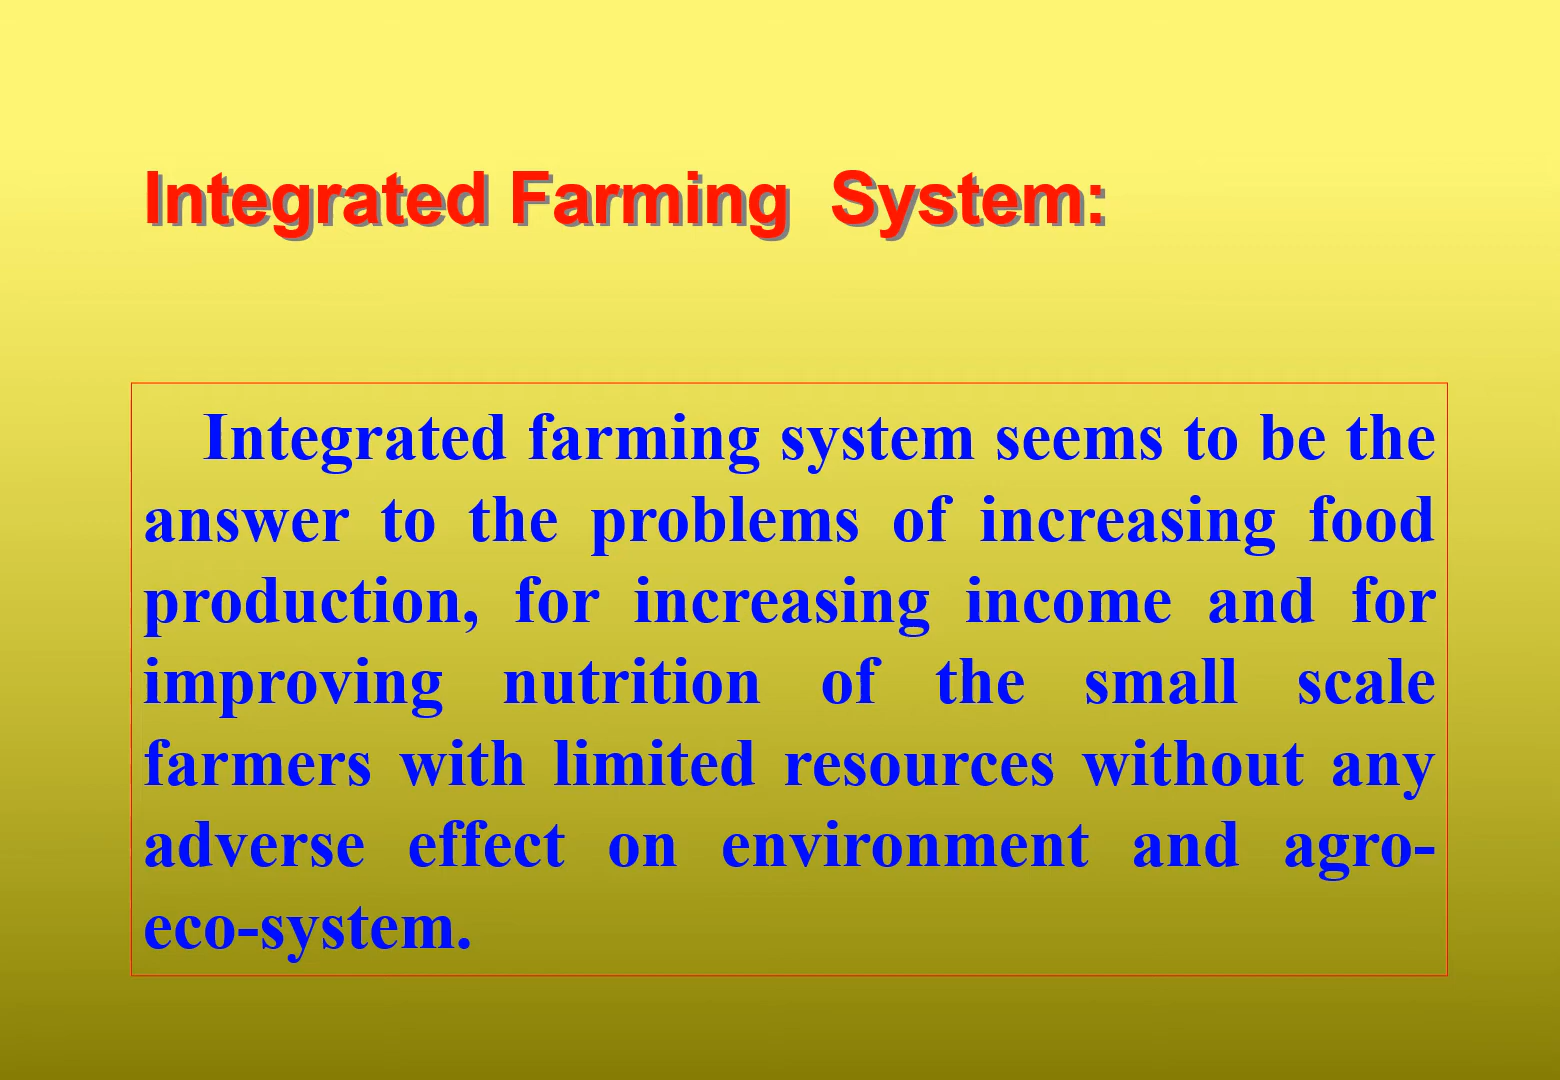 Integrated Farming System:
Integrated farming system seems to be the
answer to the problems of increasing food
production, for increasing income and for
improving nutrition of the small scale
farmers with limited resources without any
adverse effect on environment and agro-
eco-system.